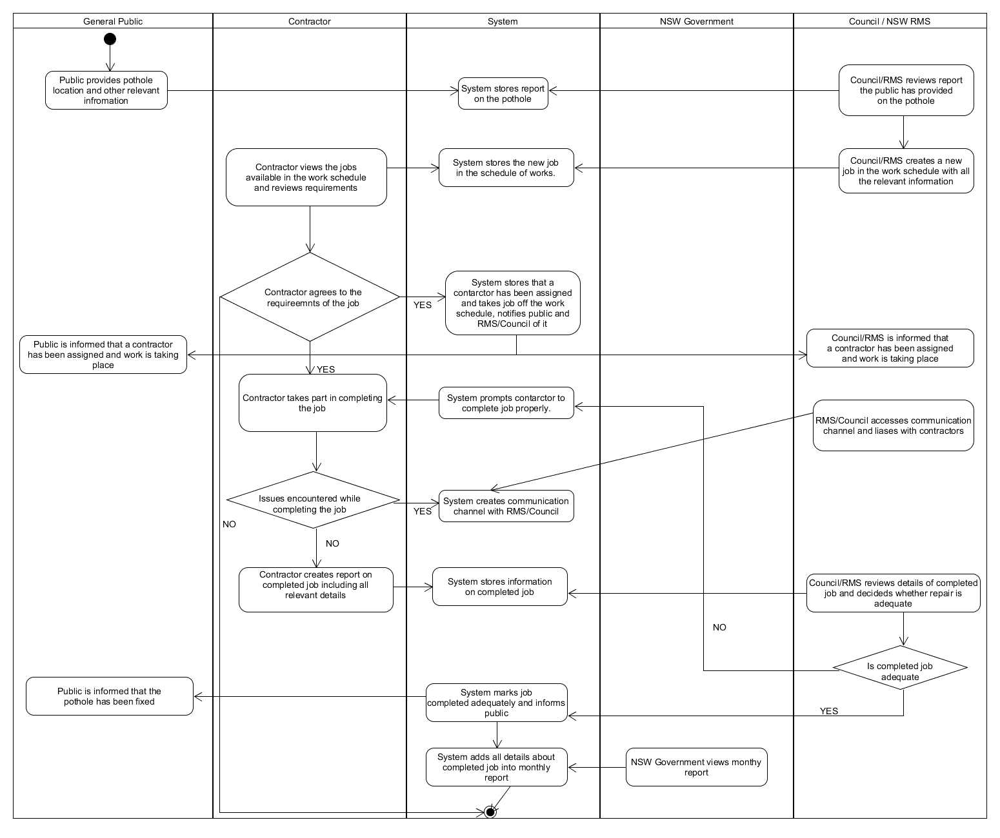 General Public
Contractor
System
NSW Government
Council / NSW RMS
Public provides pothole
location and other relevant
infromation
System stores report
on the pothole
Council/RMS reviews report
the public has provided
on the pothole
Contractor views the jobs
available in the work schedule
and reviews requirements
System stores the new job
in the schedule of works.
Council/RMS creates a new
job in the work schedule with all
the relevant information
Contractor agrees to the
requireemnts of the job
YES
System stores that a
contarctor has been assigned
and takes job off the work
schedule, notifies public and
RMS/Council of it
Public is informed that a contractor
has been assigned and work is taking
place
Council/RMS is informed that
a contractor has been assigned
and work is taking place
YES
Contractor takes part in completing
the job
System prompts contarctor to
complete job properly.
RMS/Council accesses communication
channel and liases with contractors
Issues encountered while
completing the job
YES
System creates communication
channel with RMS/Council
NO
NO
Contractor creates report on
completed job including all
relevant details
System stores information
on completed job
Council/RMS reviews details of completed
job and decideds whether repair is
adequate
NO
Is completed job
adequate
Public is informed that the
pothole has been fixed
System marks job
completed adequately and informs
public
YES
System adds all details about
completed job into monthly
report
NSW Government views monthy
report